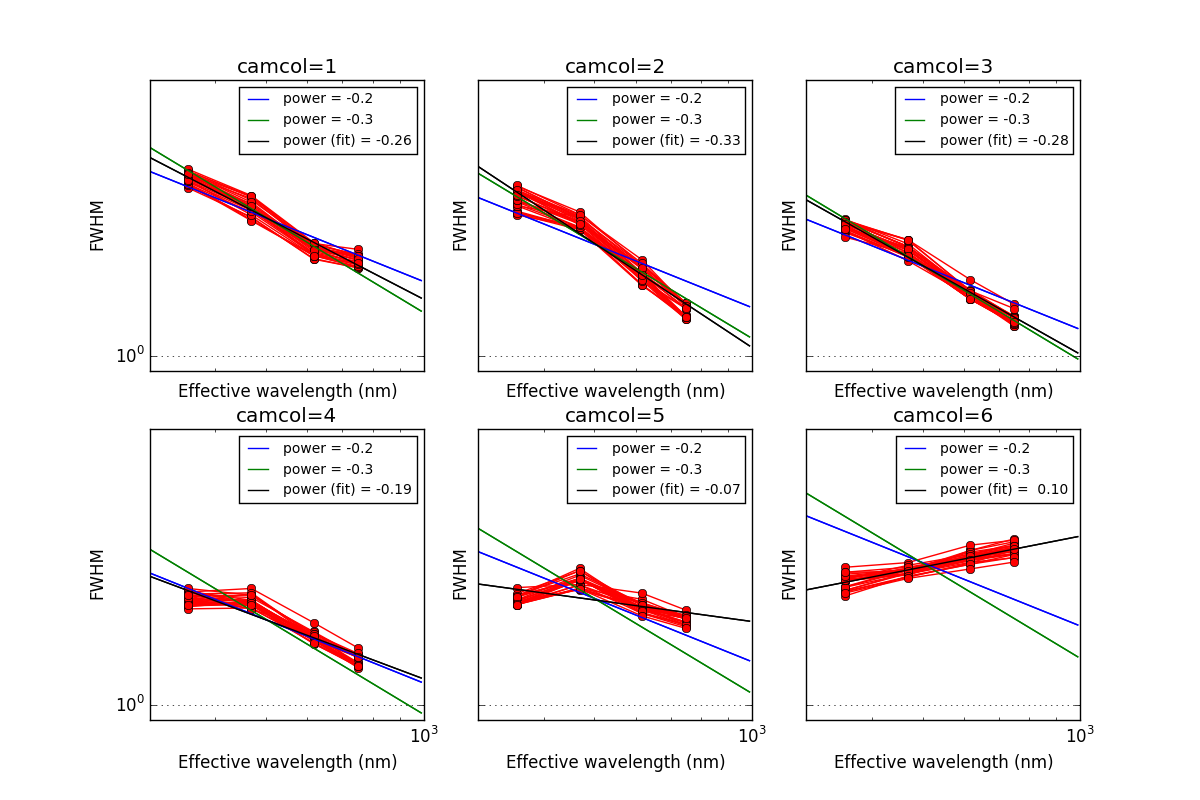 camcol=1
power = -0.2
power = -0.3
power (fit) = -0.26
FWHM
10^0
Effective wavelength (nm)
camcol=2
power = -0.2
power = -0.3
power (fit) = -0.33
FWHM
Effective wavelength (nm)
camcol=3
power = -0.2
power = -0.3
power (fit) = -0.28
FWHM
Effective wavelength (nm)
camcol=4
power = -0.2
power = -0.3
power (fit) = -0.19
FWHM
10^0
10^3
Effective wavelength (nm)
camcol=5
power = -0.2
power = -0.3
power (fit) = -0.07
FWHM
10^3
Effective wavelength (nm)
camcol=6
power = -0.2
power = -0.3
power (fit) =  0.10
FWHM
10^3
Effective wavelength (nm)